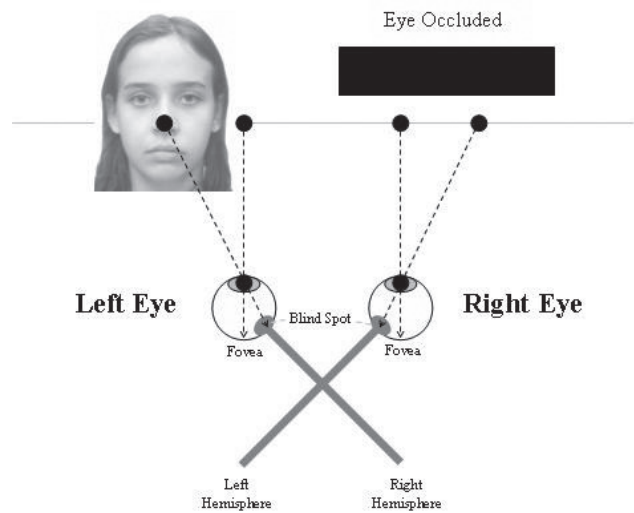 Eye Occluded
Left Eye
Right Eye
Blind Spot
Fovea
Fovea
Left
Hemisphere
Right
Hemisphere